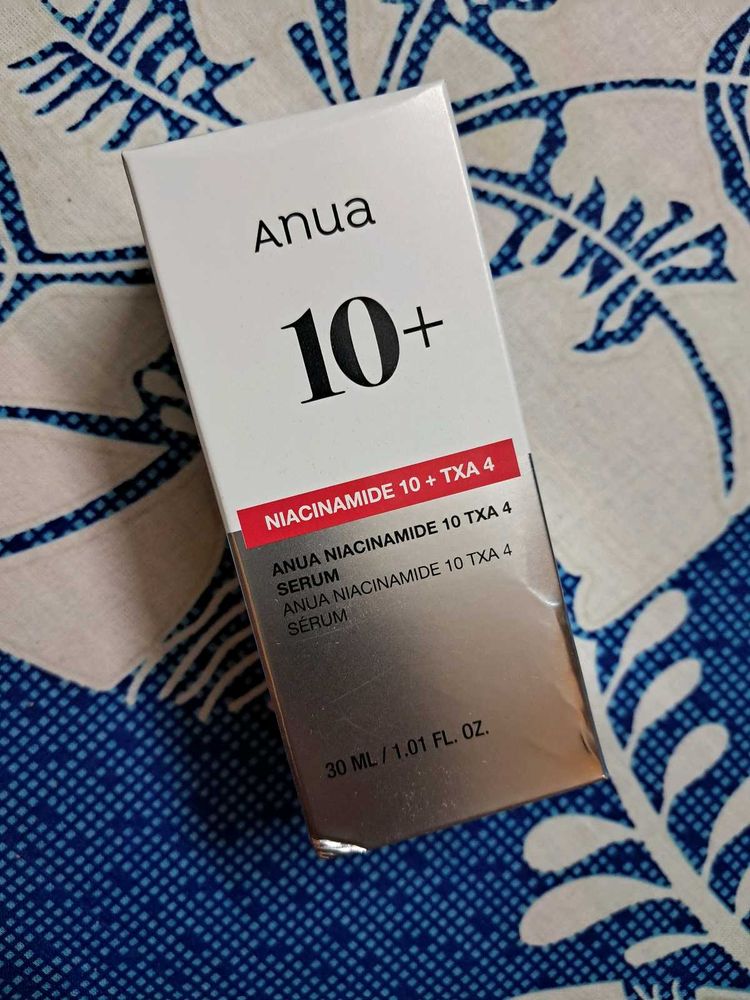 Anua
10+
NIACINAMIDE 10 + TXA 4
ANUA NIACINAMIDE 10 TXA 4
SERUM
ANUA NIACINAMIDE 10 TXA 4
SÉRUM
30 ML / 1.01 FL. OZ.